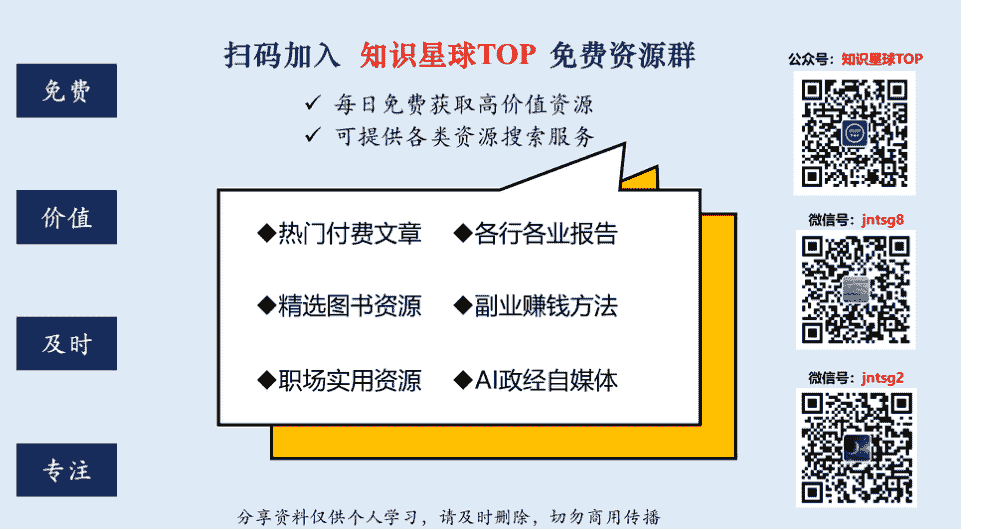 扫码加入 知识星球TOP 免费资源群
✓ 每日免费获取高价值资源
✓ 可提供各类资源搜索服务
免费
价值
及时
专注
◆热门付费文章 ◆各行各业报告
◆精选图书资源 ◆副业赚钱方法
◆职场实用资源 ◆AI政经自媒体
公众号：知识星球TOP
微信号：jntsg8
微信号：jntsg2
分享资料仅供个人学习，请及时删除，切勿商用传播